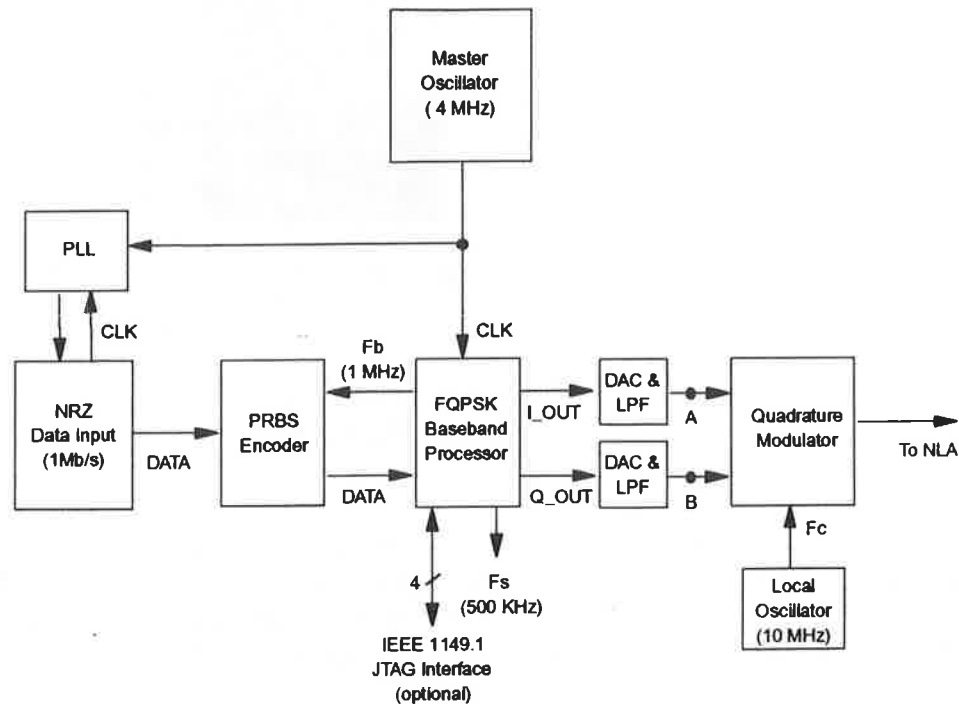 Master
Oscillator
( 4 MHz)
PLL
CLK
CLK
Fb
(1 MHz)
NRZ
Data Input
(1Mb/s)
DATA
PRBS
Encoder
DATA
FQPSK
Baseband
Processor
I_OUT
Q_OUT
DAC &
LPF
A
DAC &
LPF
B
Quadrature
Modulator
To NLA
Fc
Local
Oscillator
(10 MHz)
4
Fs
(500 KHz)
IEEE 1149.1
JTAG Interface
(optional)